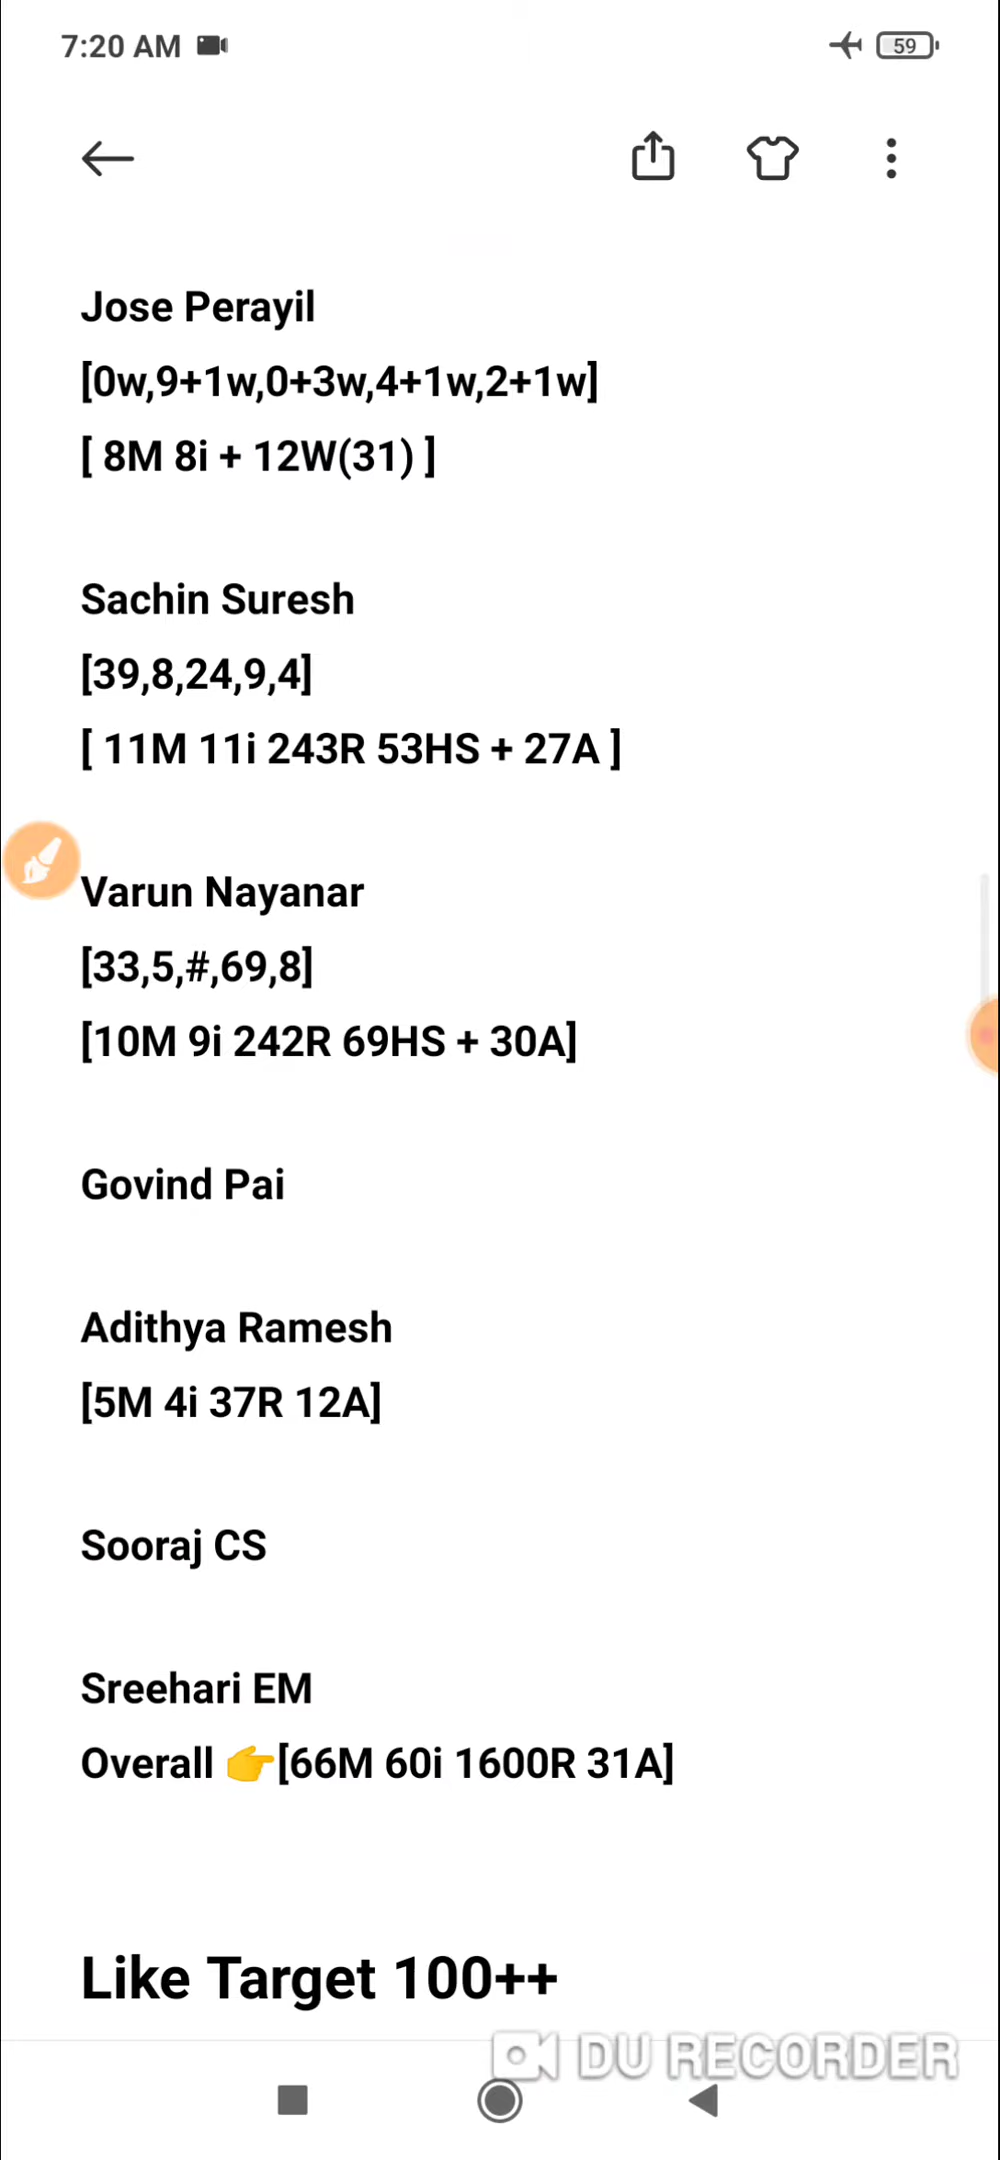 7:20 AM
59
Jose Perayil
[0w,9+1w,0+3w,4+1w,2+1w]
[ 8M 8i + 12W(31) ]
Sachin Suresh
[39,8,24,9,4]
[ 11M 11i 243R 53HS + 27A ]
Varun Nayanar
[33,5,#,69,8]
[10M 9i 242R 69HS + 30A]
Govind Pai
Adithya Ramesh
[5M 4i 37R 12A]
Sooraj CS
Sreehari EM
Overall 👉[66M 60i 1600R 31A]
Like Target 100++
DU RECORDER